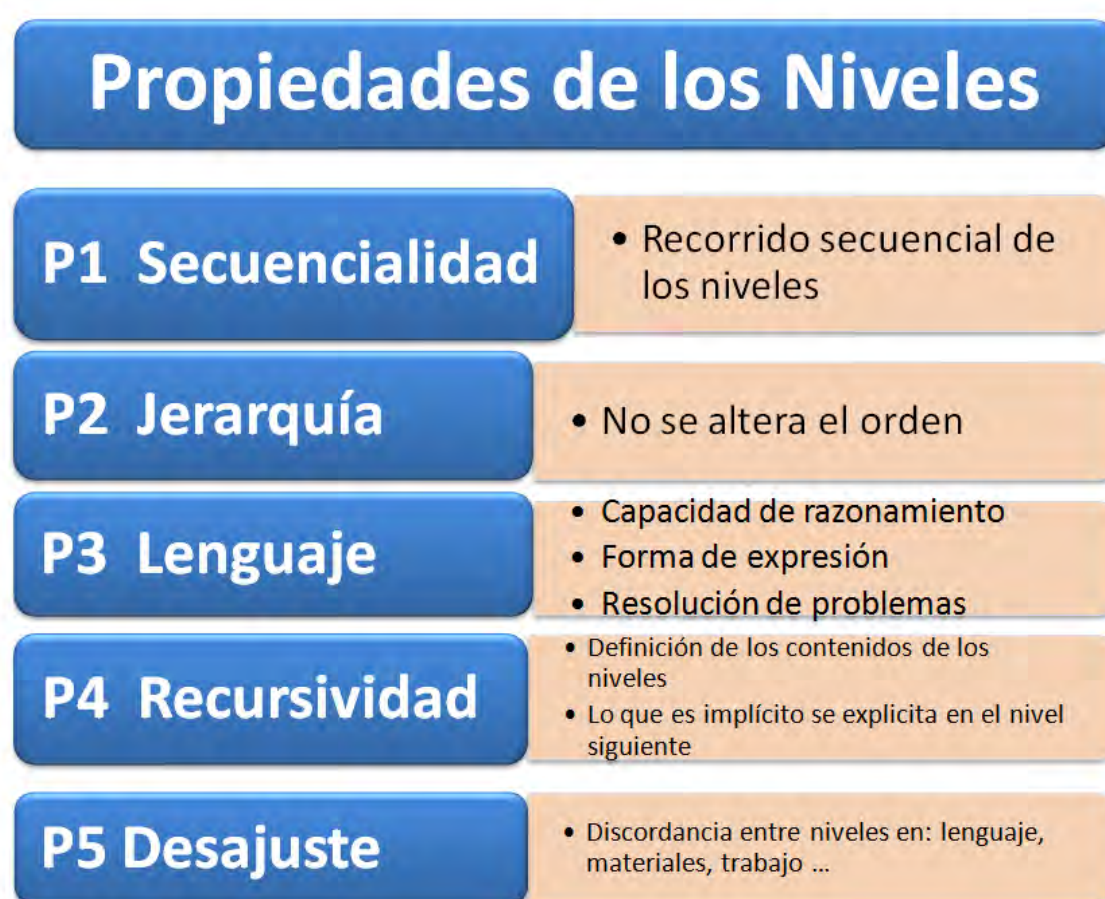 Propiedades de los Niveles
P1 Secuencialidad
• Recorrido secuencial de
los niveles
P2 Jerarquía
• No se altera el orden
P3 Lenguaje
• Capacidad de razonamiento
• Forma de expresión
• Resolución de problemas
P4 Recursividad
• Definición de los contenidos de los
niveles
• Lo que es implícito se explicita en el nivel
siguiente
P5 Desajuste
• Discordancia entre niveles en: lenguaje,
materiales, trabajo ...